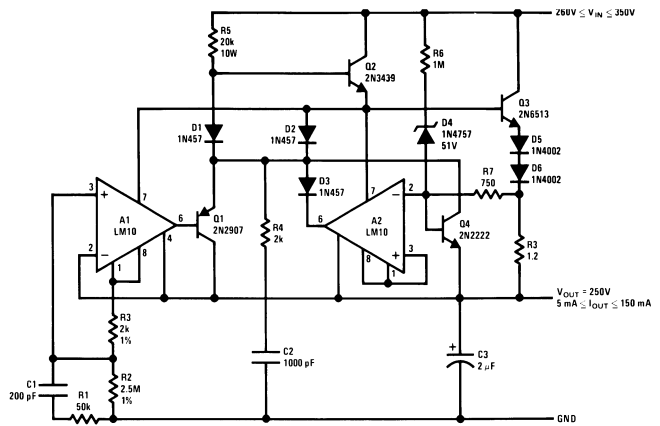 260V ≤ VIN ≤ 350V
R5
20k
10W
R6
1M
Q2
2N3439
Q3
2N6513
D1
1N457
D2
1N457
D4
1N4757
51V
D5
1N4002
D6
1N4002
D3
1N457
R7
750
3
+
7
A1
LM10
6
4
2
−
8
1
Q1
2N2907
R4
2k
7
2
−
6
A2
LM10
+
3
8
1
4
Q4
2N2222
R3
1.2
VOUT = 250V
5 mA ≤ IOUT ≤ 150 mA
R3
2k
1%
C1
200 pF
R1
50k
R2
2.5M
1%
C2
1000 pF
+
C3
2 μF
GND